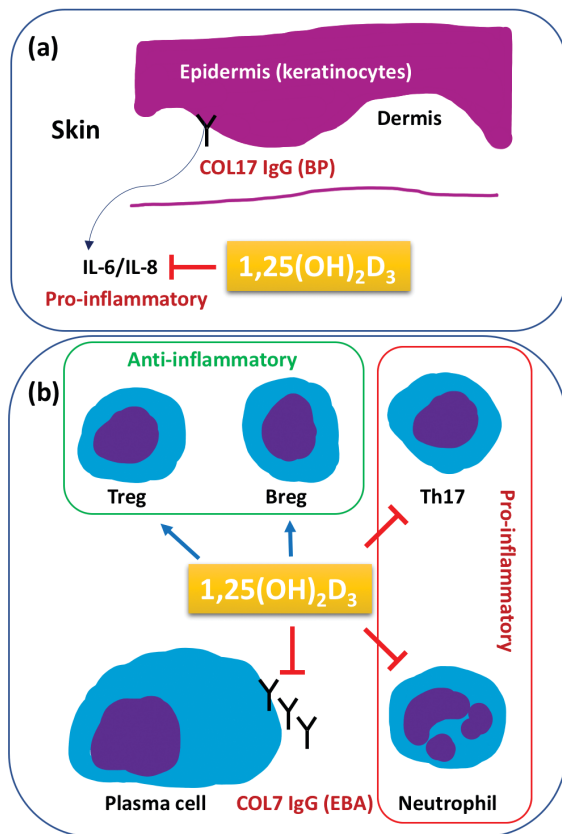 (a)
Epidermis (keratinocytes)
Skin
Dermis
COL17 IgG (BP)
IL-6/IL-8
1,25(OH)₂D₃
Pro-inflammatory
(b)
Anti-inflammatory
Treg
Breg
Th17
Pro-inflammatory
1,25(OH)₂D₃
Plasma cell
COL7 IgG (EBA)
Neutrophil